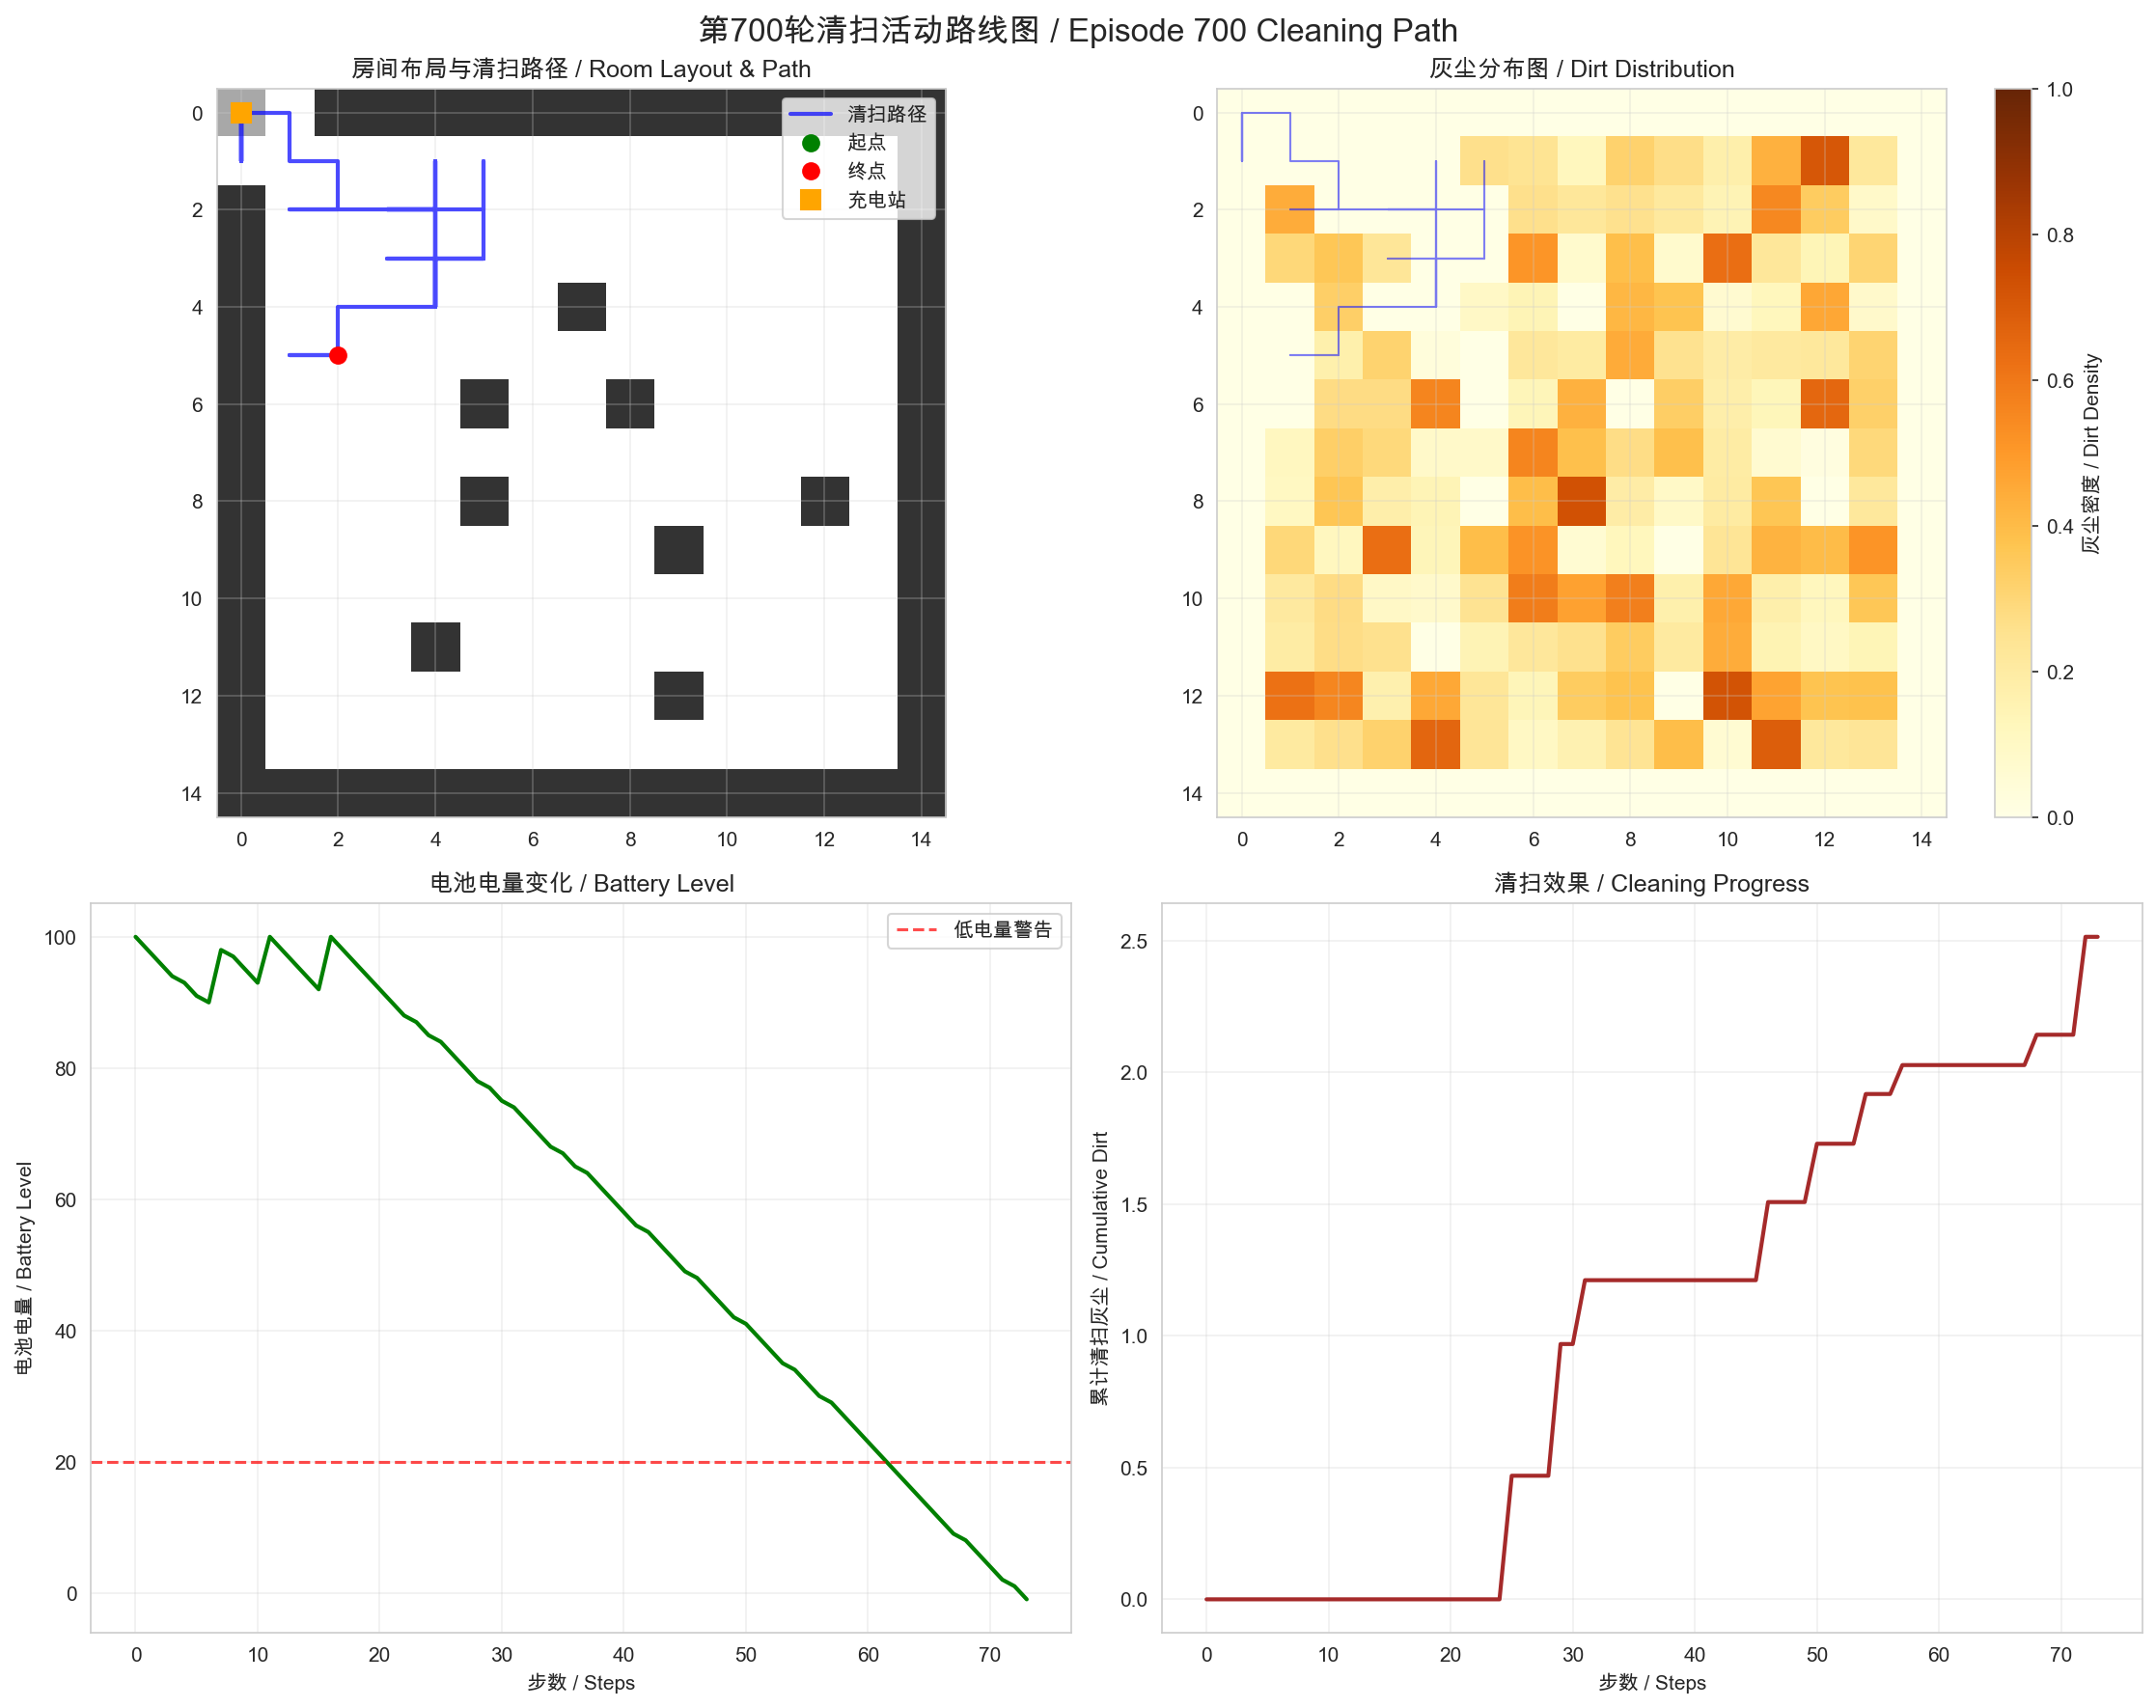 第700轮清扫活动路线图 / Episode 700 Cleaning Path
房间布局与清扫路径 / Room Layout & Path
清扫路径
起点
终点
充电站
0
2
4
6
8
10
12
14
0 2 4 6 8 10 12 14
灰尘分布图 / Dirt Distribution
0
2
4
6
8
10
12
14
0 2 4 6 8 10 12 14
1.0
0.8
0.6
0.4
0.2
0.0
灰尘密度 / Dirt Density
电池电量变化 / Battery Level
低电量警告
100
80
60
40
20
0
电池电量 / Battery Level
0 10 20 30 40 50 60 70
步数 / Steps
清扫效果 / Cleaning Progress
2.5
2.0
1.5
1.0
0.5
0.0
累计清扫灰尘 / Cumulative Dirt
0 10 20 30 40 50 60 70
步数 / Steps